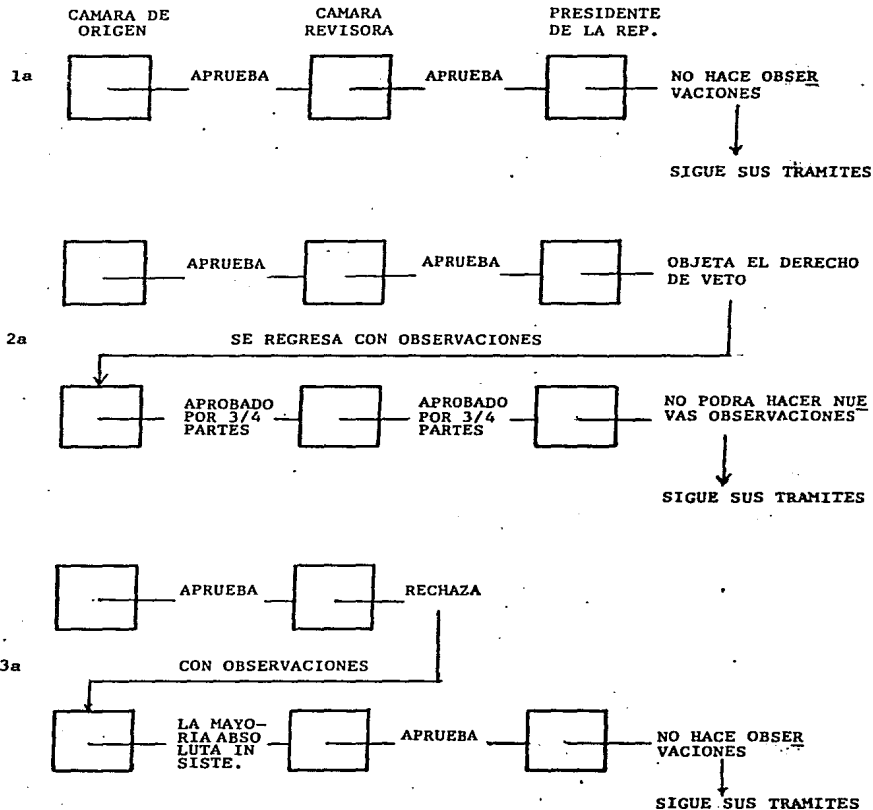 CAMARA DE
ORIGEN
CAMARA
REVISORA
PRESIDENTE
DE LA REP.
1a
APRUEBA
APRUEBA
NO HACE OBSER
VACIONES
SIGUE SUS TRAMITES
APRUEBA
APRUEBA
OBJETA EL DERECHO
DE VETO
2a
SE REGRESA CON OBSERVACIONES
APROBADO
POR 3/4
PARTES
APROBADO
POR 3/4
PARTES
NO PODRA HACER NUE
VAS OBSERVACIONES
SIGUE SUS TRAMITES
APRUEBA
RECHAZA
3a
CON OBSERVACIONES
LA MAYO-
RIA ABSO
LUTA IN
SISTE.
APRUEBA
NO HACE OBSER
VACIONES
SIGUE SUS TRAMITES